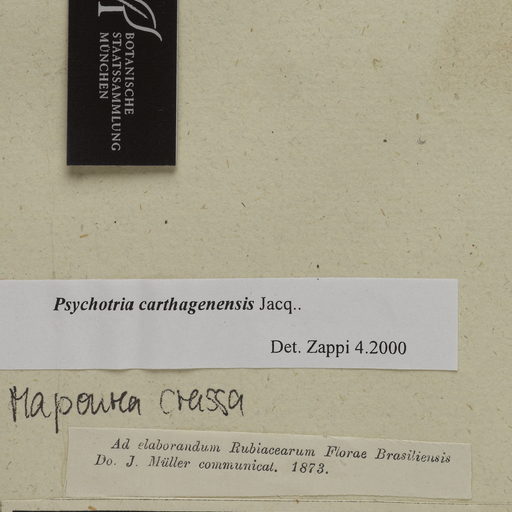 BOTANISCHE
STAATSSAMMLUNG
MÜNCHEN
Psychotria carthagenensis Jacq..
Det. Zappi 4.2000
Mapourea crassa
Ad elaborandum Rubiacearum Florae Brasiliensis
Do. J. Müller communicat. 1873.